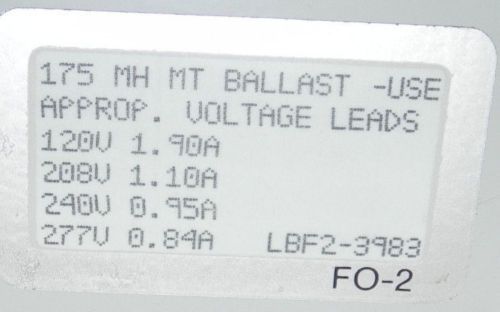 175 MH MT BALLAST -USE
APPROP. VOLTAGE LEADS
120V 1.90A
208V 1.10A
240V 0.95A
277V 0.84A LBF2-3983
FO-2